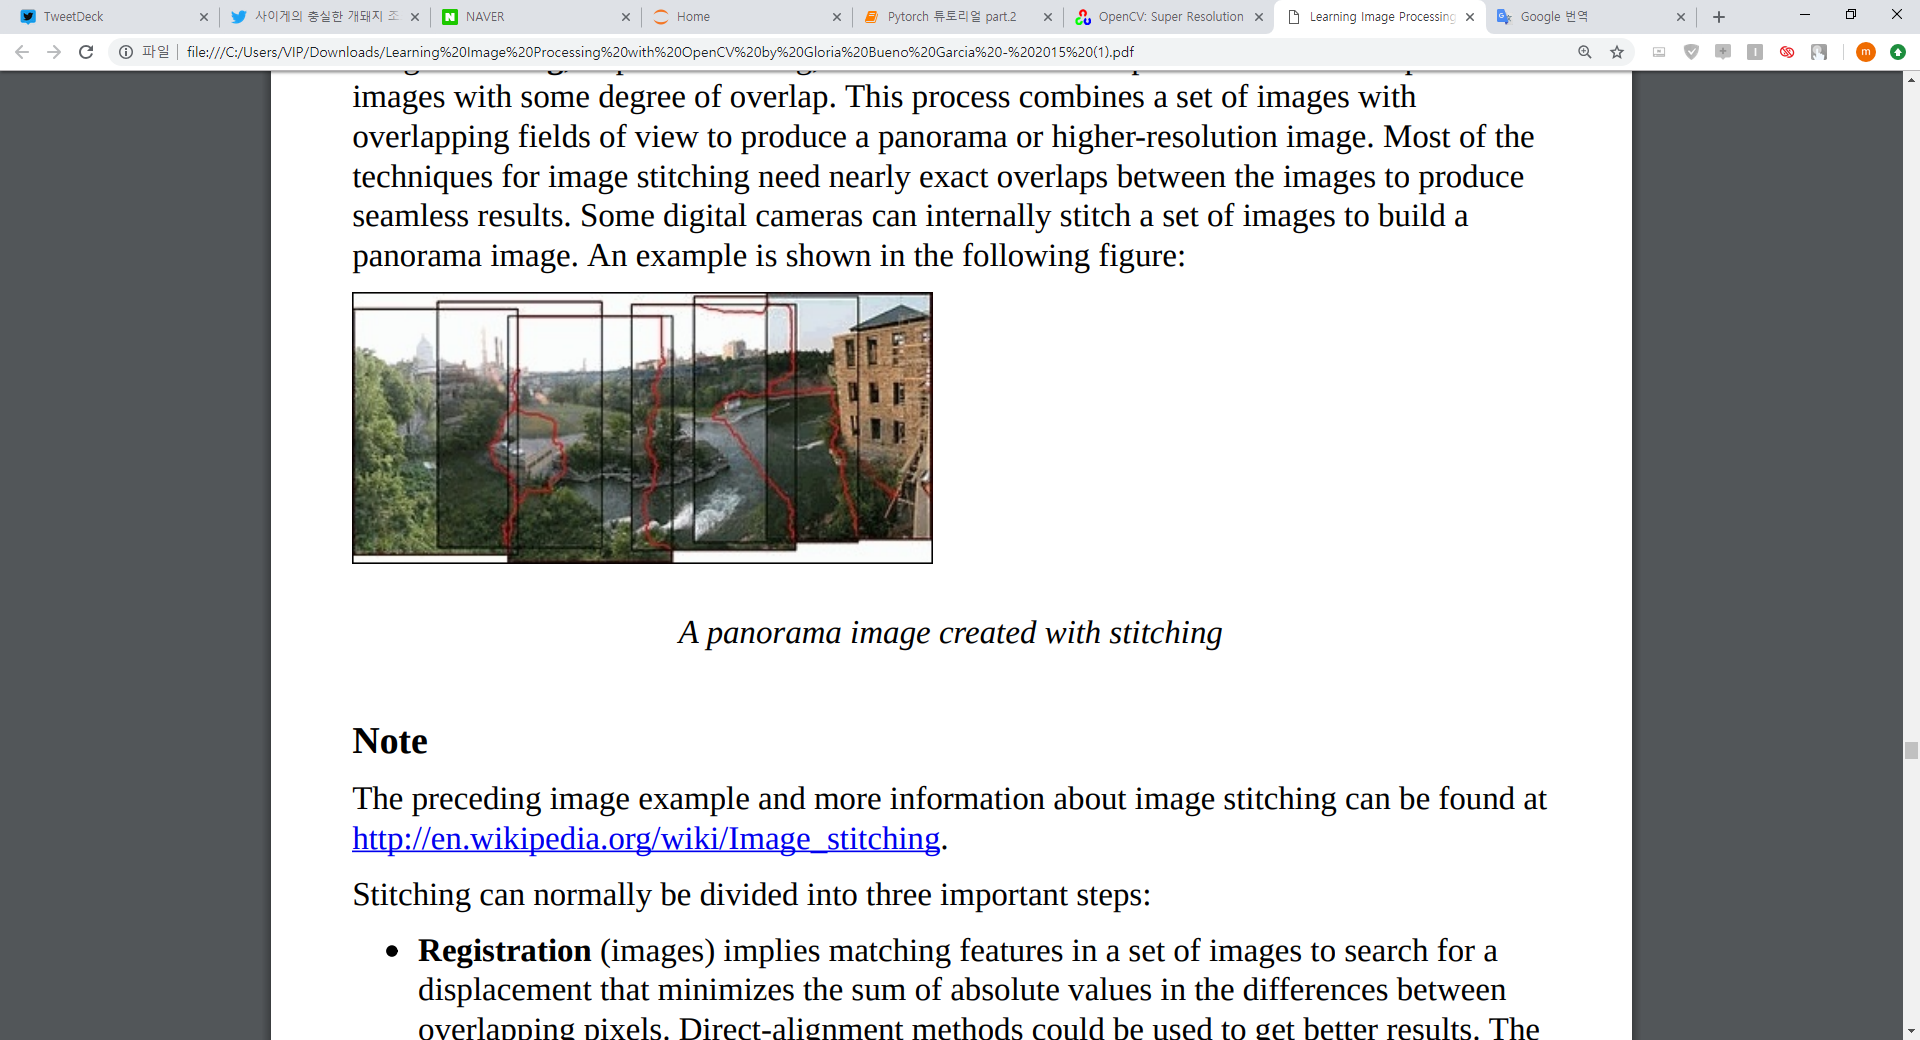 TweetDeck
사이게의 충실한 개돼지 조
NAVER
Home
Pytorch 튜토리얼 part.2
OpenCV: Super Resolution
Learning Image Processing
Google 번역
파일
file:///C:/Users/VIP/Downloads/Learning%20Image%20Processing%20with%20OpenCV%20by%20Gloria%20Bueno%20Garcia%20-%202015%20(1).pdf
images with some degree of overlap. This process combines a set of images with
overlapping fields of view to produce a panorama or higher-resolution image. Most of the
techniques for image stitching need nearly exact overlaps between the images to produce
seamless results. Some digital cameras can internally stitch a set of images to build a
panorama image. An example is shown in the following figure:
A panorama image created with stitching
Note
The preceding image example and more information about image stitching can be found at
http://en.wikipedia.org/wiki/Image_stitching.
Stitching can normally be divided into three important steps:
Registration (images) implies matching features in a set of images to search for a
displacement that minimizes the sum of absolute values in the differences between
overlapping pixels. Direct-alignment methods could be used to get better results. The